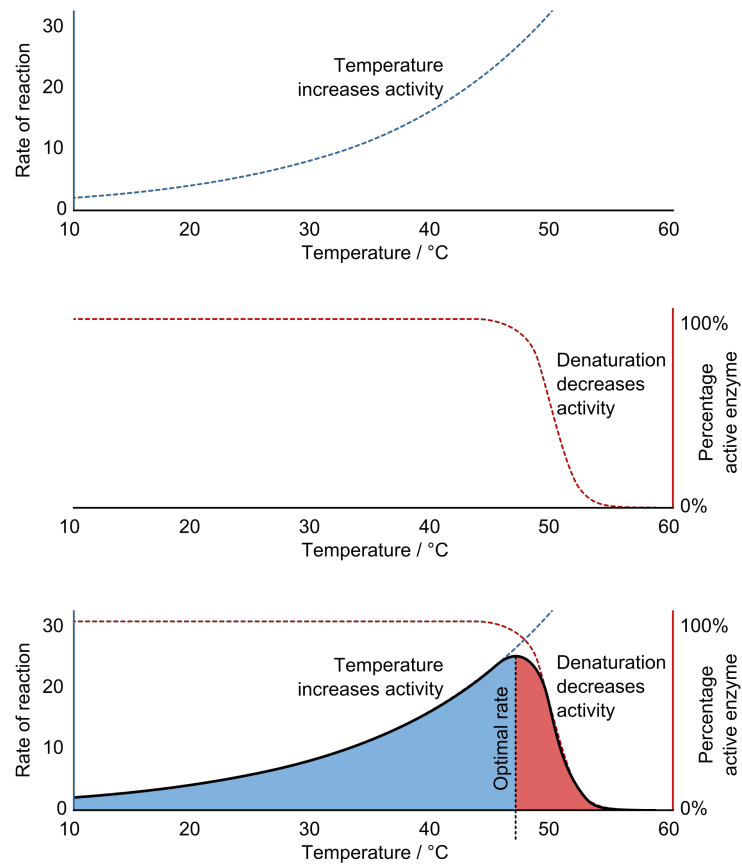 30
20
10
0
Rate of reaction
Temperature
increases activity
10 20 30 40 50 60
Temperature / °C
100%
0%
Percentage
active enzyme
Denaturation
decreases
activity
10 20 30 40 50 60
Temperature / °C
30
20
10
0
Rate of reaction
Temperature
increases activity
Optimal rate
Denaturation
decreases
activity
100%
0%
Percentage
active enzyme
10 20 30 40 50 60
Temperature / °C